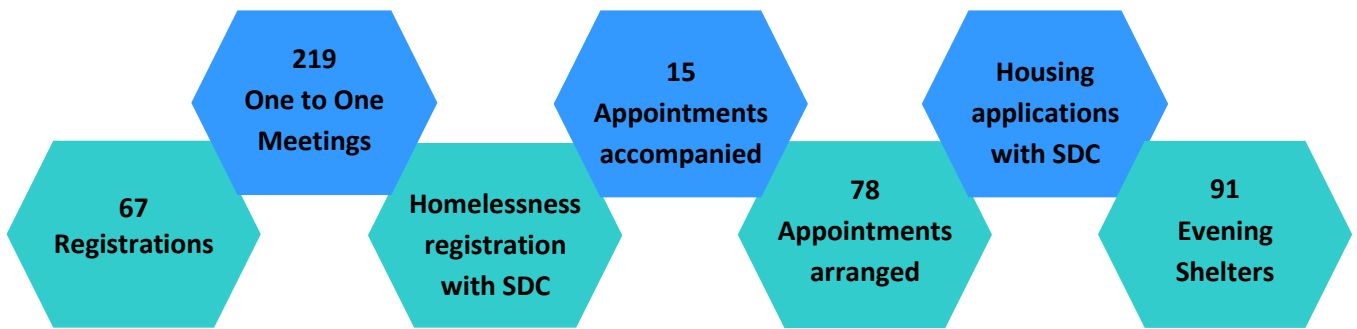 67
Registrations
219
One to One
Meetings
Homelessness
registration
with SDC
15
Appointments
accompanied
78
Appointments
arranged
Housing
applications
with SDC
91
Evening
Shelters